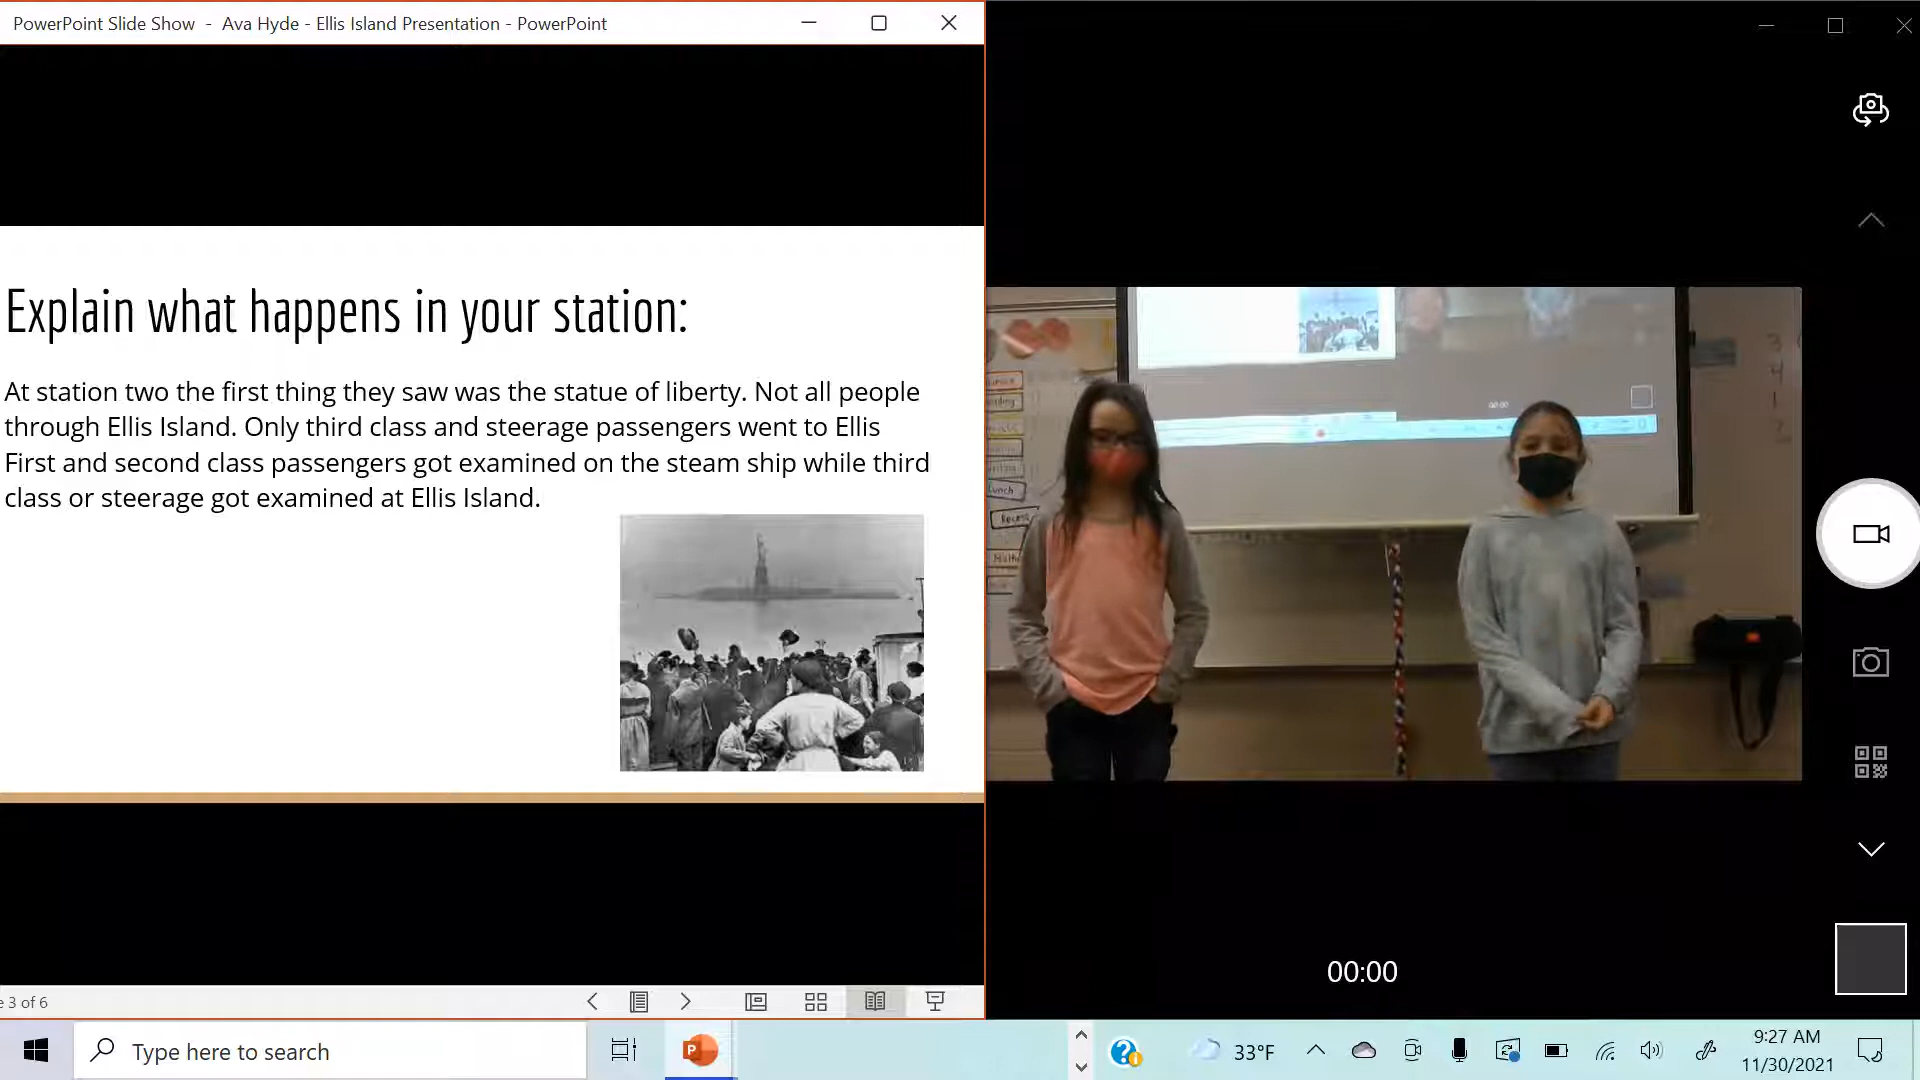 PowerPoint Slide Show - Ava Hyde - Ellis Island Presentation - PowerPoint
Explain what happens in your station:
At station two the first thing they saw was the statue of liberty. Not all people
through Ellis Island. Only third class and steerage passengers went to Ellis
First and second class passengers got examined on the steam ship while third
class or steerage got examined at Ellis Island.
Lunch
Recess
00:00
3 of 6
Type here to search
33°F
9:27 AM
11/30/2021